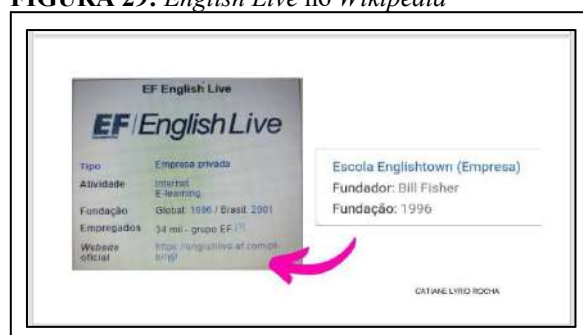 FIGURA 29: English Live no Wikipedia
EF English Live
EF English Live
Tipo Empresa privada
Atividade Internet
E-learning
Fundação Global: 1996 / Brasil: 2001
Empregados 34 mil - grupo EF [1]
Website
oficial
Escola Englishtown (Empresa)
Fundador: Bill Fisher
Fundação: 1996
CATIANE LYRIO ROCHA